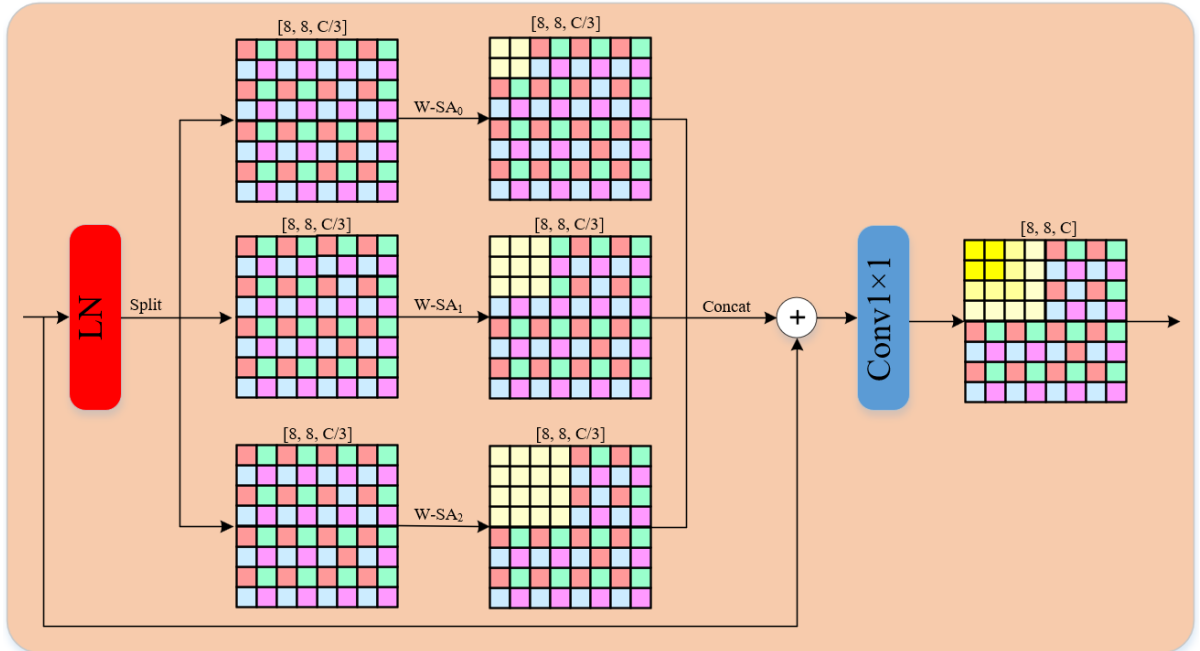 [8, 8, C/3]
[8, 8, C/3]
W-SA₀
LN
Split
[8, 8, C/3]
[8, 8, C/3]
W-SA₁
Concat
+
Conv1×1
[8, 8, C]
[8, 8, C/3]
[8, 8, C/3]
W-SA₂